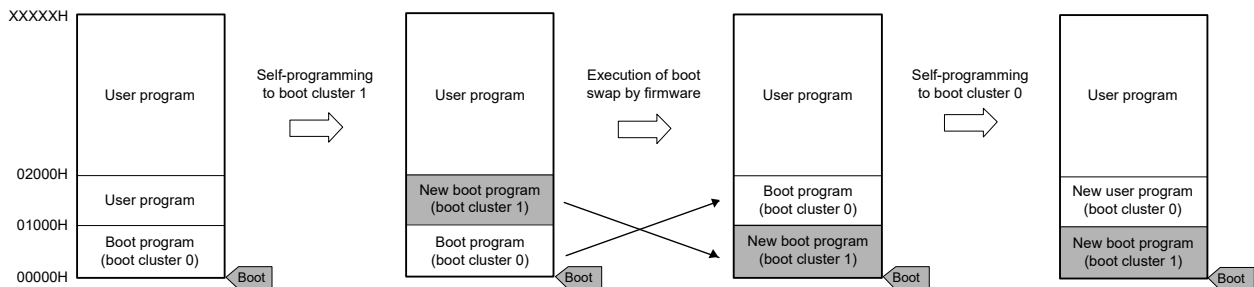 XXXXXH
User program
Self-programming
to boot cluster 1
User program
Execution of boot
swap by firmware
User program
Self-programming
to boot cluster 0
User program
02000H
User program
New boot program
(boot cluster 1)
Boot program
(boot cluster 0)
New user program
(boot cluster 0)
01000H
Boot program
(boot cluster 0)
Boot program
(boot cluster 0)
New boot program
(boot cluster 1)
New boot program
(boot cluster 1)
00000H
Boot
Boot
Boot
Boot